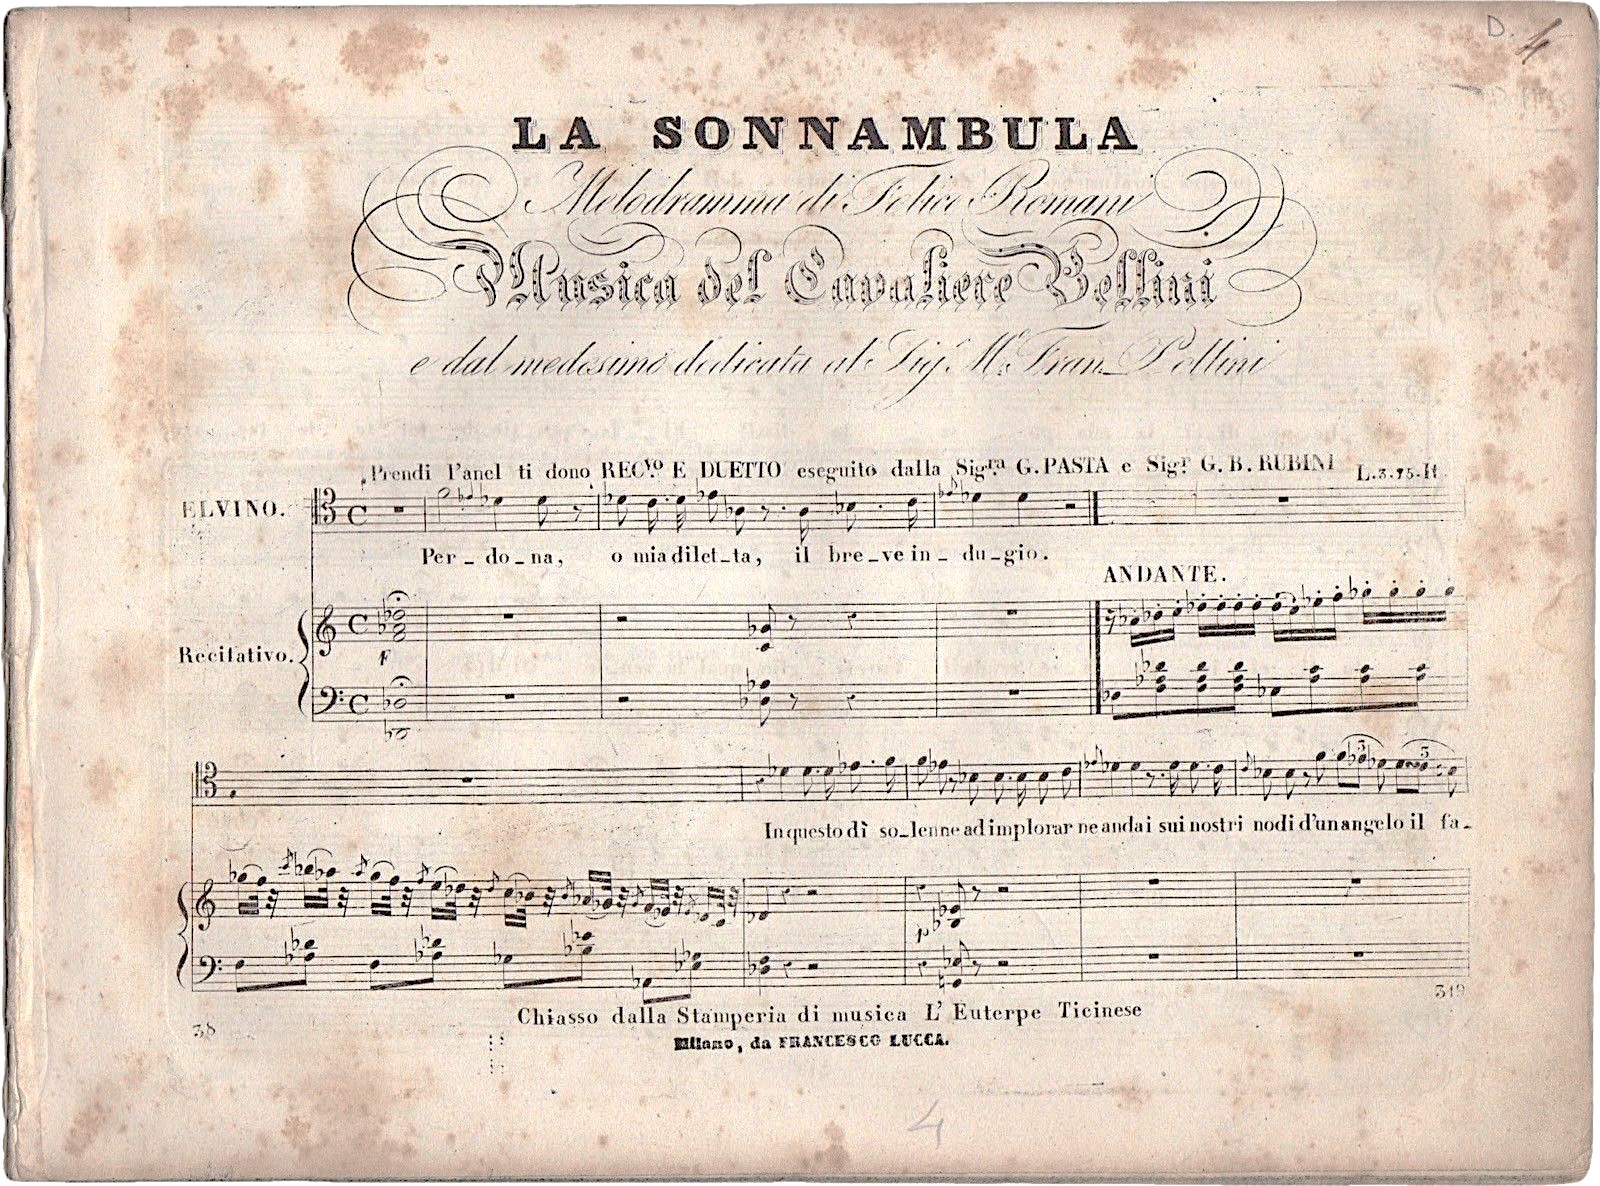 D. 4
LA SONNAMBULA
Melodramma di Felice Romani
Musica del Cavaliere Bellini
e dal medesimo dedicata al Sig.r M.o Fran. Pollini
Prendi l'anel ti dono REC.vo E DUETTO eseguito dalla Sig.ra G. PASTA e Sig.r G. B. RUBINI L.3.75.It.
ELVINO.
Per_do_na, o mia dilet_ta, il bre_ve in_du_gio.
ANDANTE.
Recitativo.
F
3 3
In questo dì so_lenne ad implorar ne andai sui nostri nodi d'un angelo il fa_
p
38 319
Chiasso dalla Stamperia di musica L' Euterpe Ticinese
Milano, da FRANCESCO LUCCA.
4